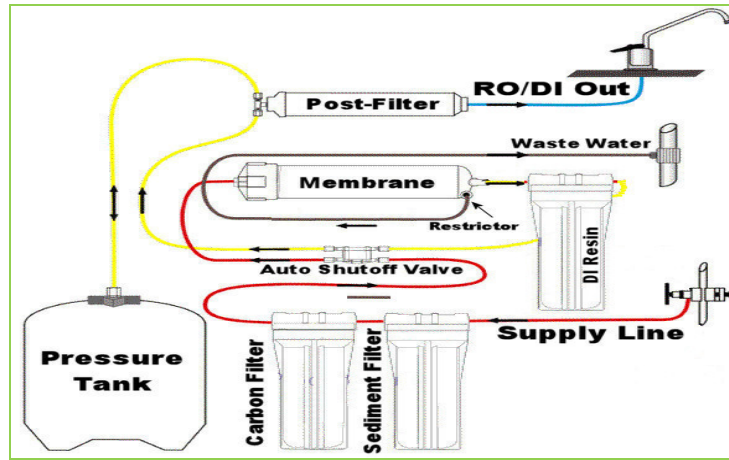 RO/DI Out
Post-Filter
Waste Water
Membrane
Restrictor
DI Resin
Auto Shutoff Valve
Supply Line
Pressure
Tank
Carbon Filter
Sediment Filter